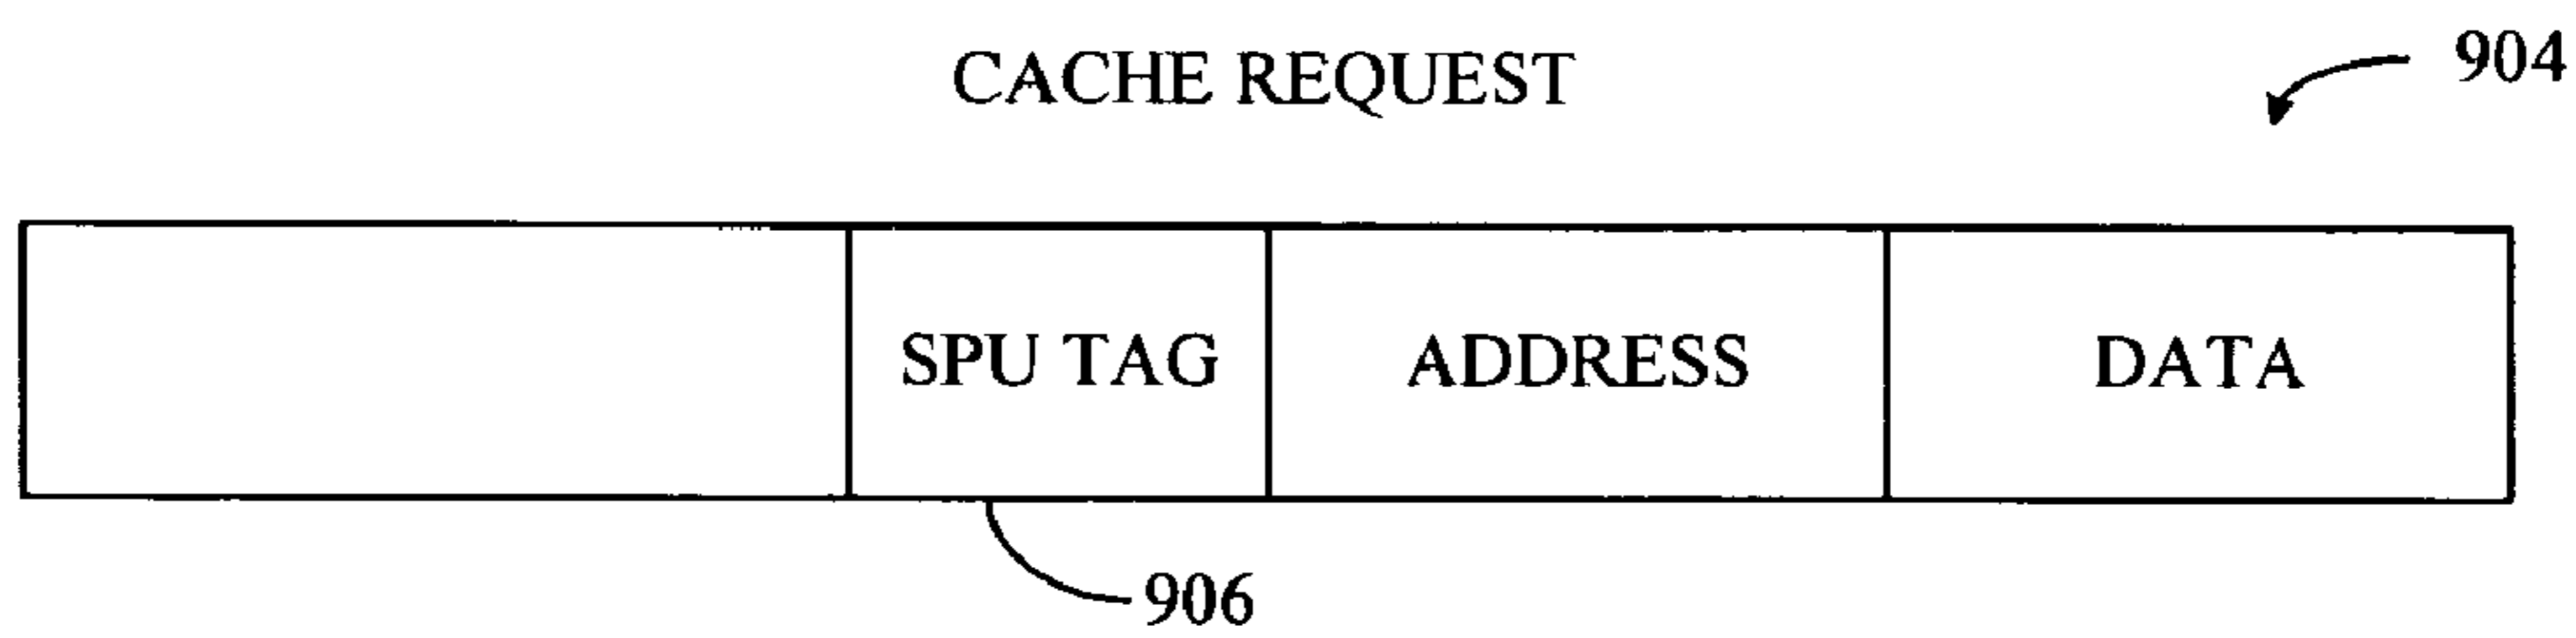 CACHE REQUEST
904
SPU TAG
ADDRESS
DATA
906